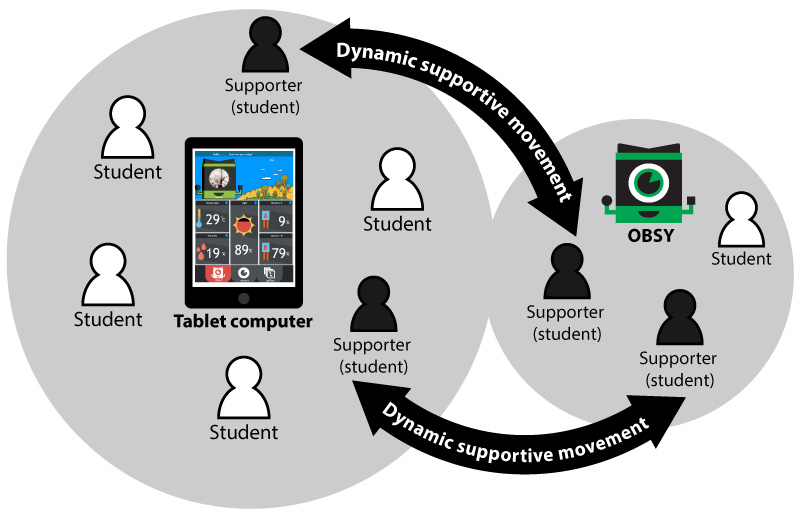 Dynamic supportive movement
Supporter
(student)
Student
Student
Student
Student
29℃
9%
19%
89%
79%
Tablet computer
Supporter
(student)
OBSY
Student
Supporter
(student)
Supporter
(student)
Dynamic supportive movement